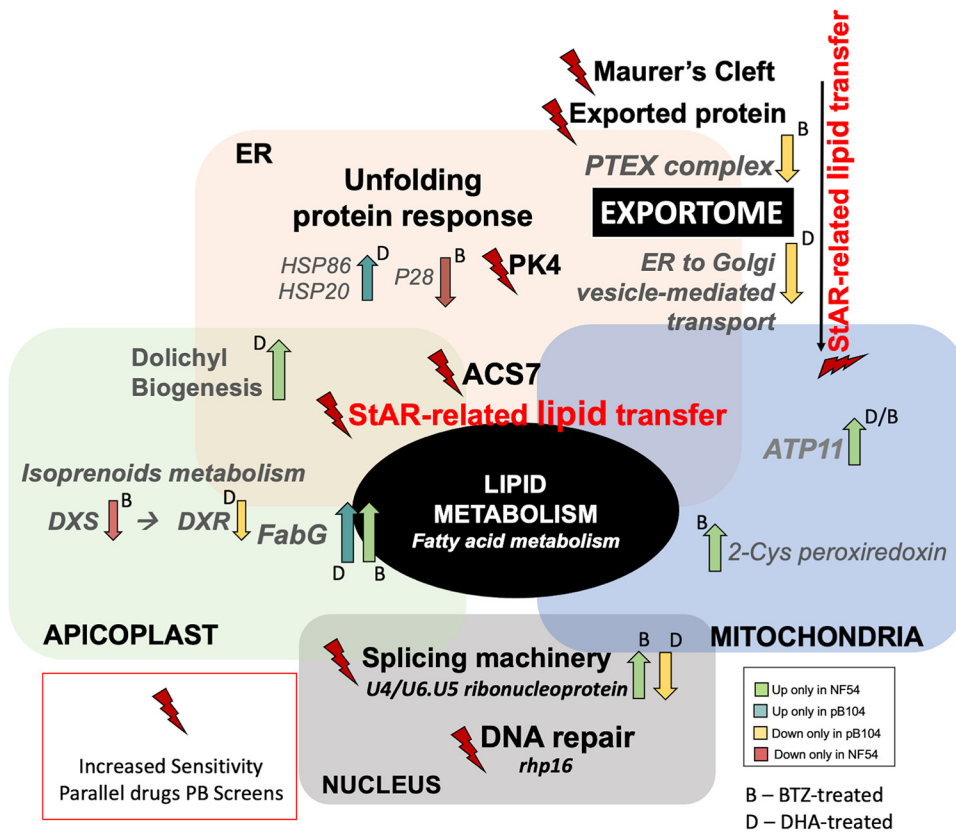 Maurer's Cleft
Exported protein
B
PTEX complex
EXPORTOME
D
ER to Golgi
vesicle-mediated
transport
StAR-related lipid transfer
ER
Unfolding
protein response
HSP86
HSP20
D
P28
B
PK4
Dolichyl
Biogenesis
D
ACS7
StAR-related lipid transfer
Isoprenoids metabolism
DXS
B
→
DXR
D
FabG
D
B
LIPID
METABOLISM
Fatty acid metabolism
D/B
ATP11
B
2-Cys peroxiredoxin
APICOPLAST
MITOCHONDRIA
Splicing machinery
U4/U6.U5 ribonucleoprotein
B
D
DNA repair
rhp16
NUCLEUS
Increased Sensitivity
Parallel drugs PB Screens
Up only in NF54
Up only in pB104
Down only in pB104
Down only in NF54
B – BTZ-treated
D – DHA-treated